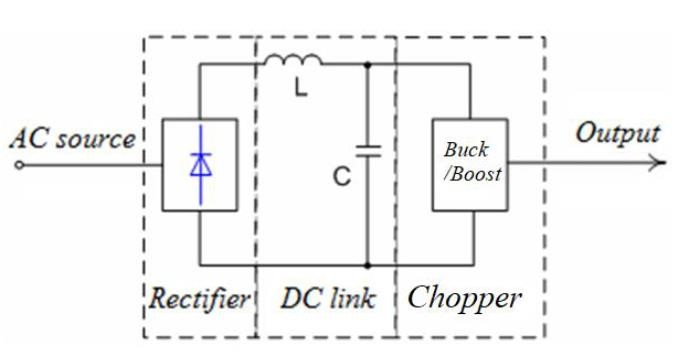 AC source
L
C
Buck
/Boost
Output
Rectifier
DC link
Chopper